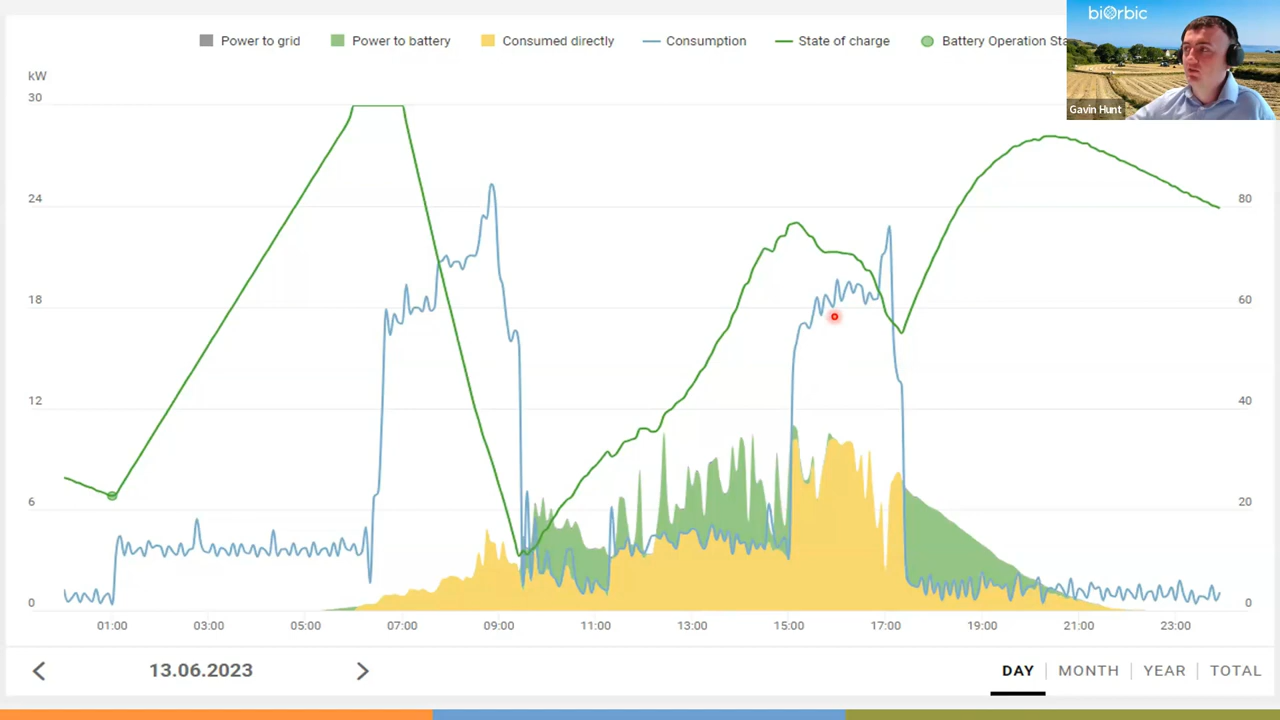 biOrbic
Power to grid Power to battery Consumed directly Consumption State of charge Battery Operation Sta
Gavin Hunt
kW
30
24 80
18 60
12 40
6 20
0 0
01:00 03:00 05:00 07:00 09:00 11:00 13:00 15:00 17:00 19:00 21:00 23:00
13.06.2023 DAY MONTH YEAR TOTAL